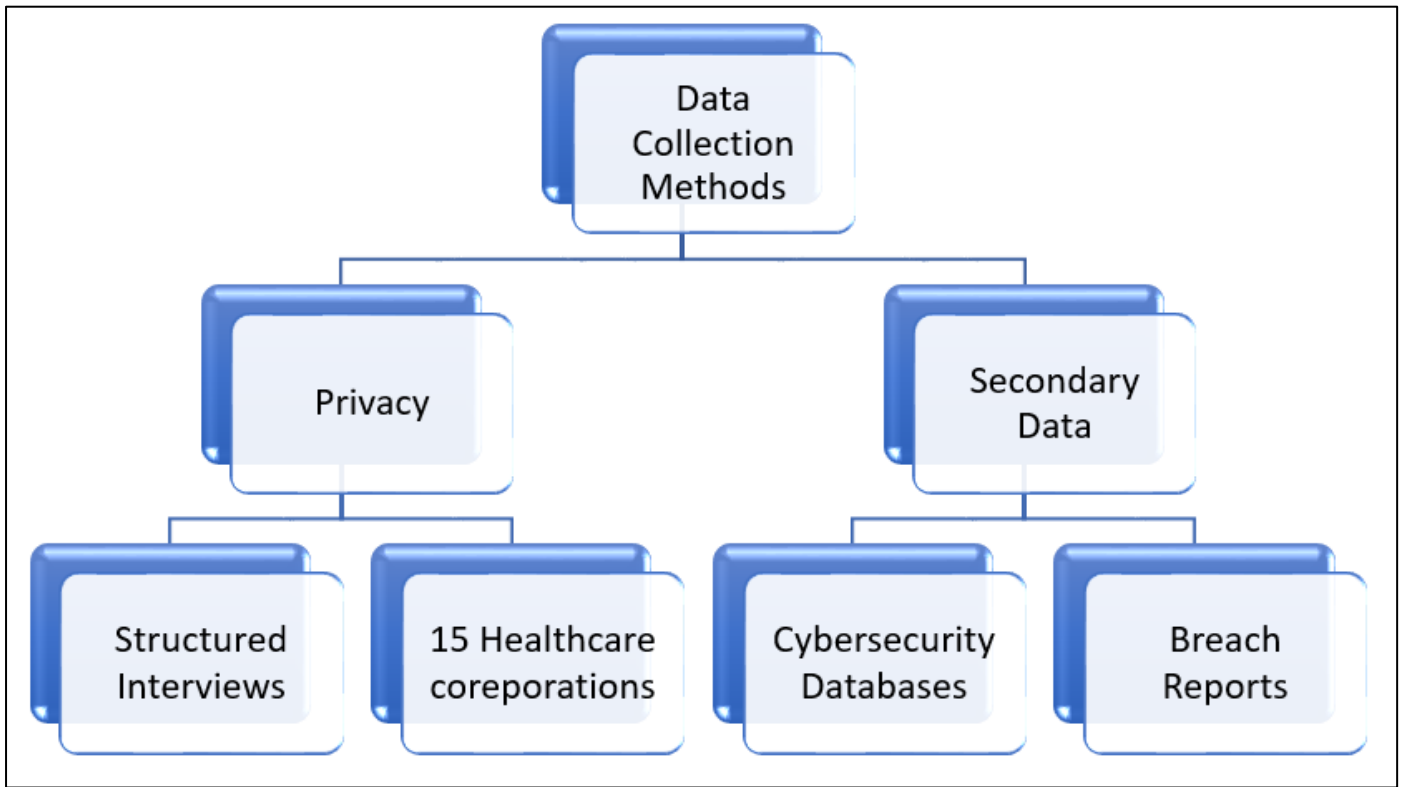 Data
Collection
Methods
Privacy
Secondary
Data
Structured
Interviews
15 Healthcare
coreporations
Cybersecurity
Databases
Breach
Reports